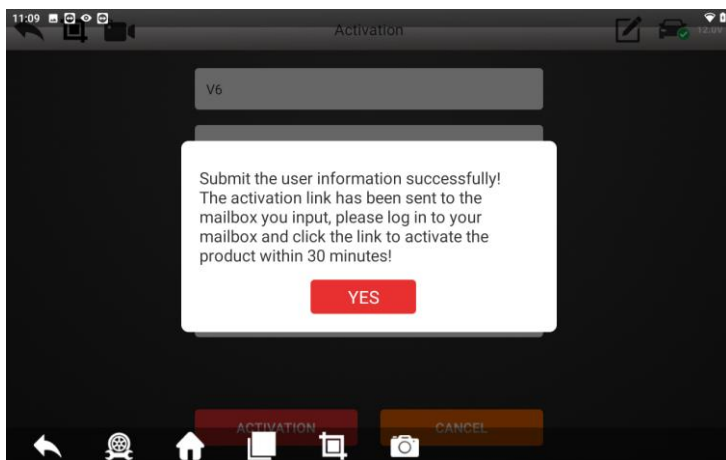 11:09
Activation
12.0V
V6
Submit the user information successfully!
The activation link has been sent to the
mailbox you input, please log in to your
mailbox and click the link to activate the
product within 30 minutes!
YES
ACTIVATION
CANCEL